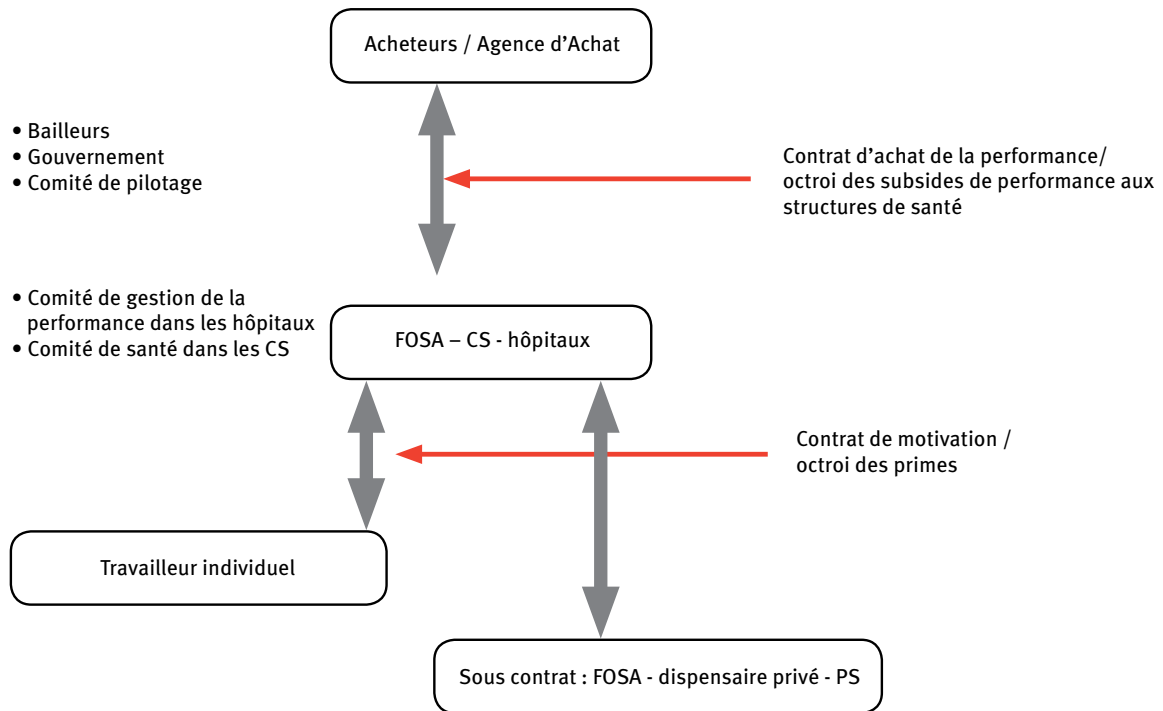 Acheteurs / Agence d'Achat
• Bailleurs
• Gouvernement
• Comité de pilotage
Contrat d'achat de la performance/
octroi des subsides de performance aux
structures de santé
• Comité de gestion de la
performance dans les hôpitaux
• Comité de santé dans les CS
FOSA – CS - hôpitaux
Contrat de motivation /
octroi des primes
Travailleur individuel
Sous contrat : FOSA - dispensaire privé - PS